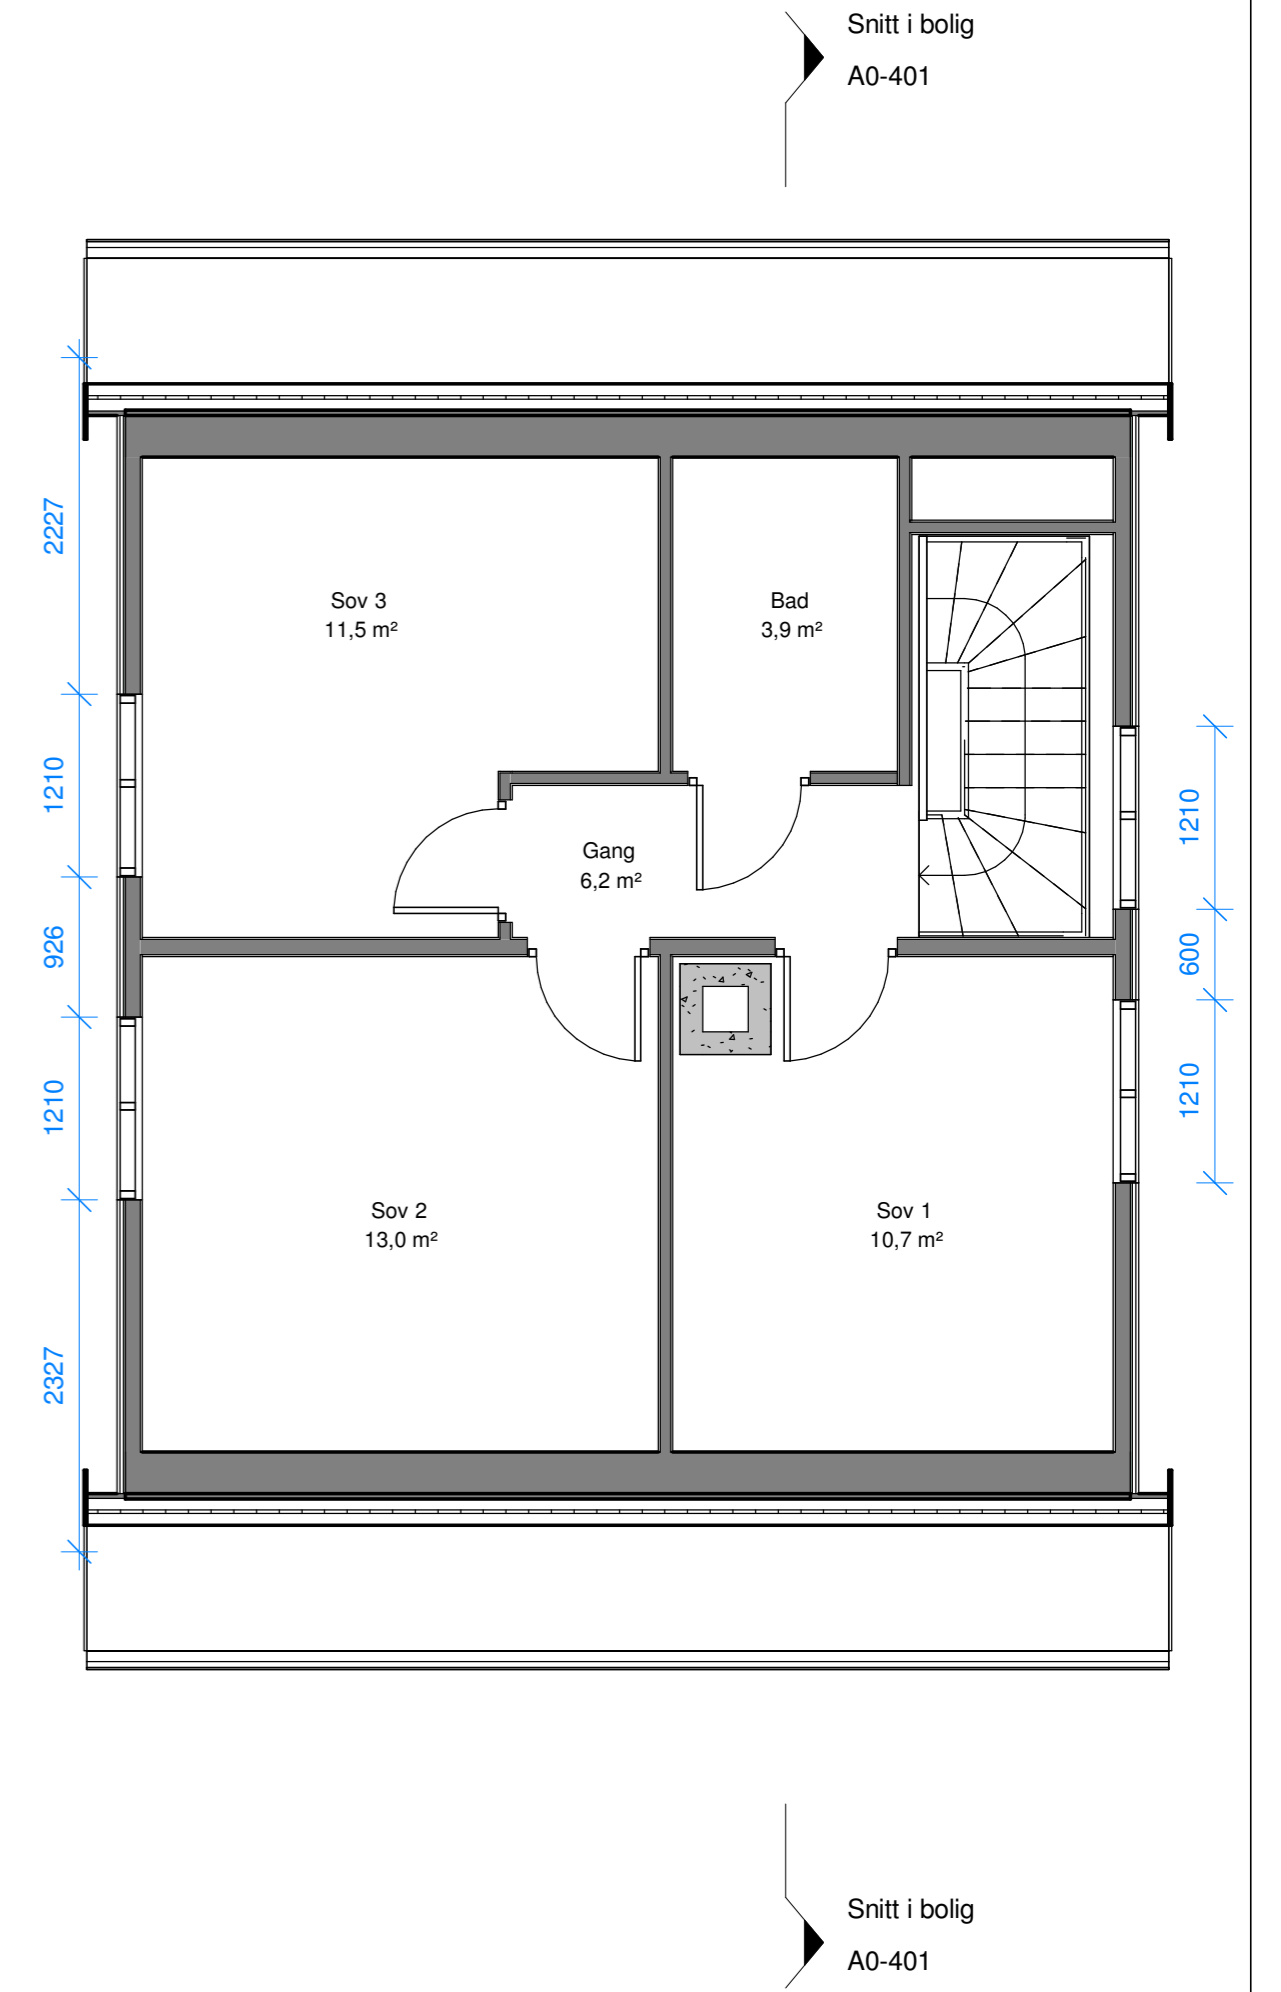 Snitt i bolig
A0-401
2227
1210
926
1210
2327
Sov 3
11,5 m²
Bad
3,9 m²
Gang
6,2 m²
Sov 2
13,0 m²
Sov 1
10,7 m²
1210
600
1210
Snitt i bolig
A0-401